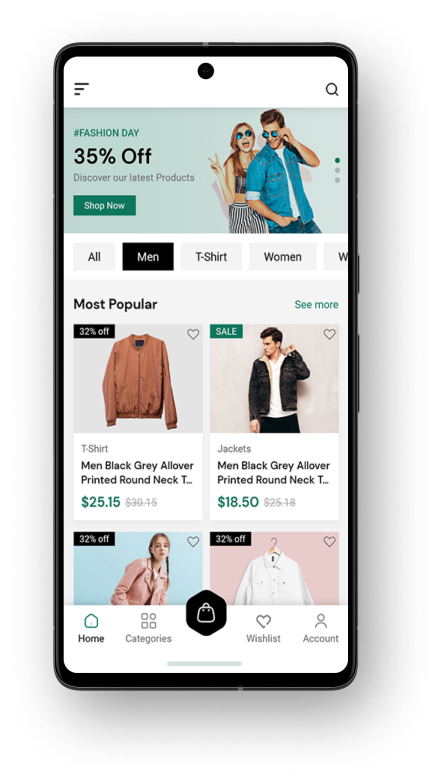 #FASHION DAY
35% Off
Discover our latest Products
Shop Now
All Men T-Shirt Women W
Most Popular See more
32% off SALE
T-Shirt Jackets
Men Black Grey Allover Men Black Grey Allover
Printed Round Neck T... Printed Round Neck T...
$25.15 $30.15 $18.50 $25.18
32% off 32% off
Home Categories Wishlist Account